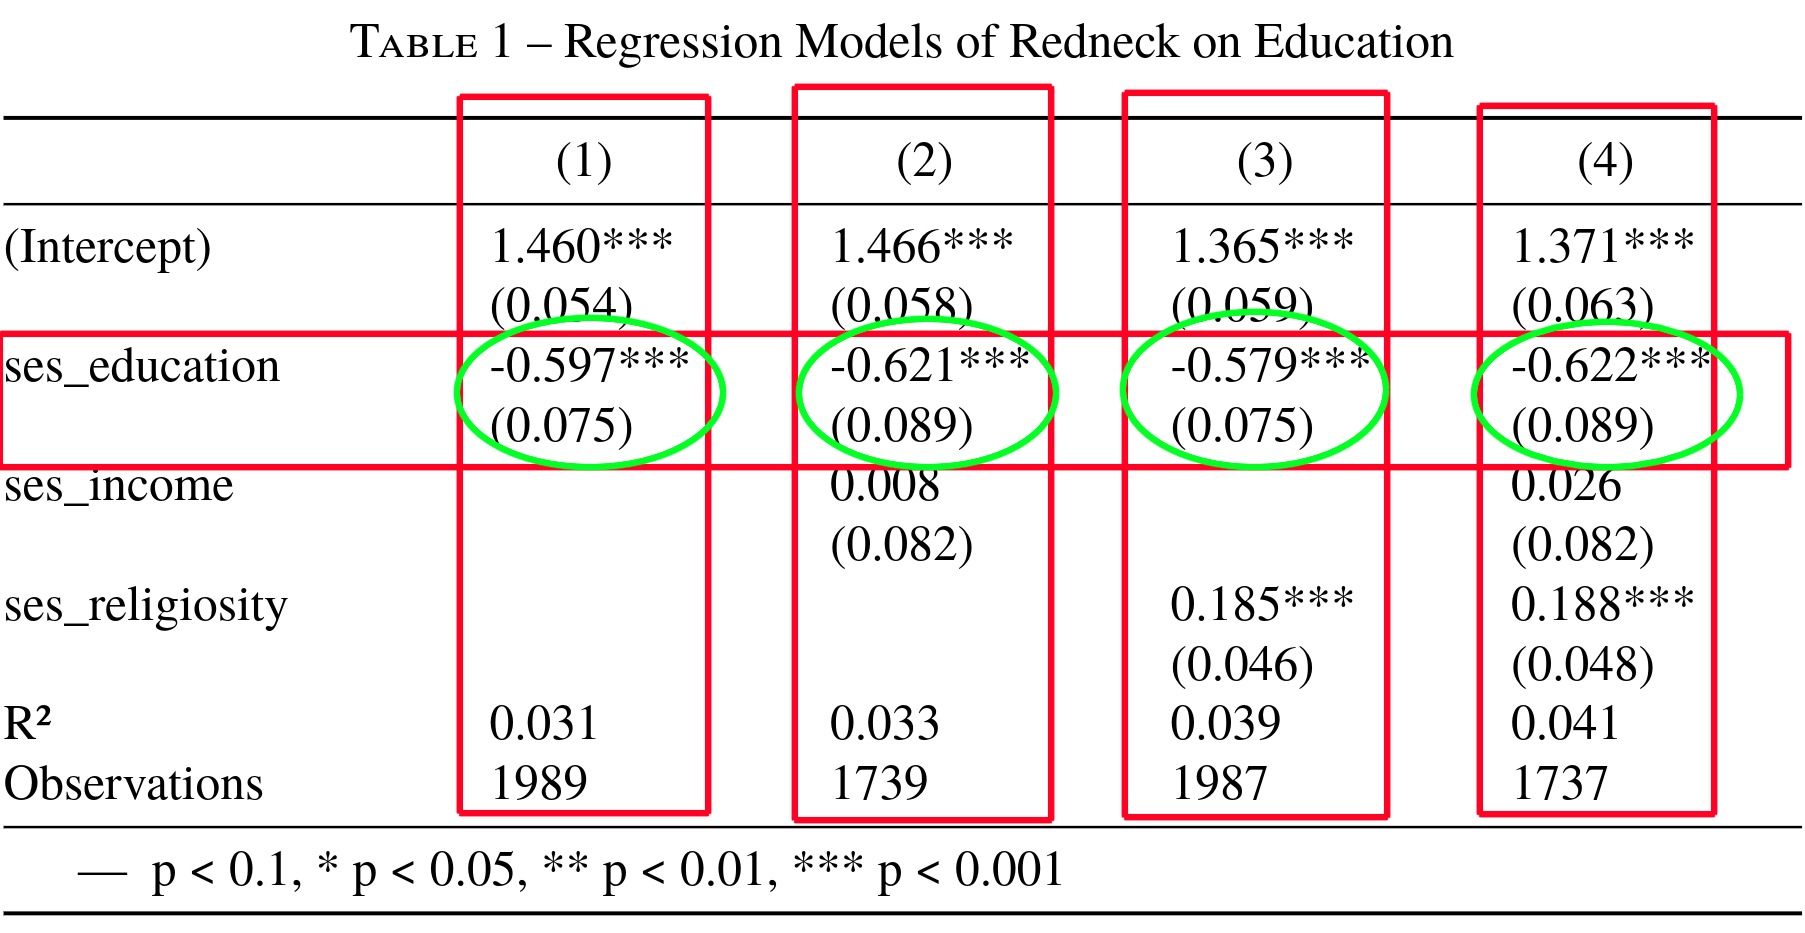 TABLE 1 – Regression Models of Redneck on Education
(1) (2) (3) (4)
(Intercept) 1.460*** 1.466*** 1.365*** 1.371***
(0.054) (0.058) (0.059) (0.063)
ses_education -0.597*** -0.621*** -0.579*** -0.622***
(0.075) (0.089) (0.075) (0.089)
ses_income 0.008 0.026
(0.082) (0.082)
ses_religiosity 0.185*** 0.188***
(0.046) (0.048)
R² 0.031 0.033 0.039 0.041
Observations 1989 1739 1987 1737
— p < 0.1, * p < 0.05, ** p < 0.01, *** p < 0.001